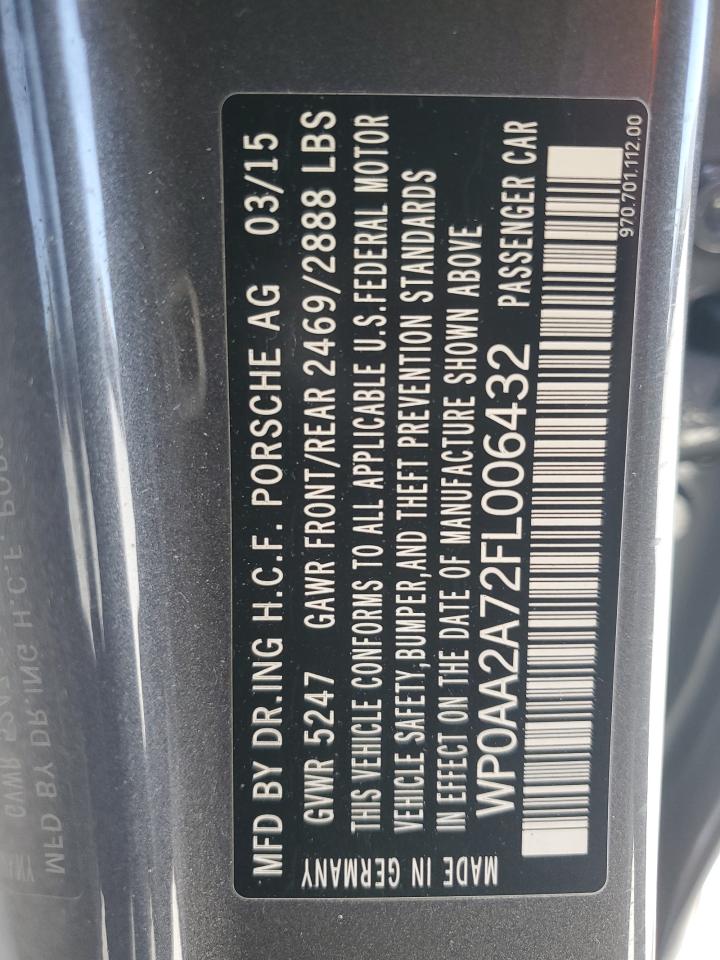 MFD BY DR.ING H.C.F. PORSCHE AG 03/15
GVWR 5247 GAWR FRONT/REAR 2469/2888 LBS
THIS VEHICLE CONFORMS TO ALL APPLICABLE U.S.FEDERAL MOTOR
VEHICLE SAFETY,BUMPER,AND THEFT PREVENTION STANDARDS
IN EFFECT ON THE DATE OF MANUFACTURE SHOWN ABOVE
WP0AA2A72FL006432 PASSENGER CAR
MADE IN GERMANY
970.701.112.00